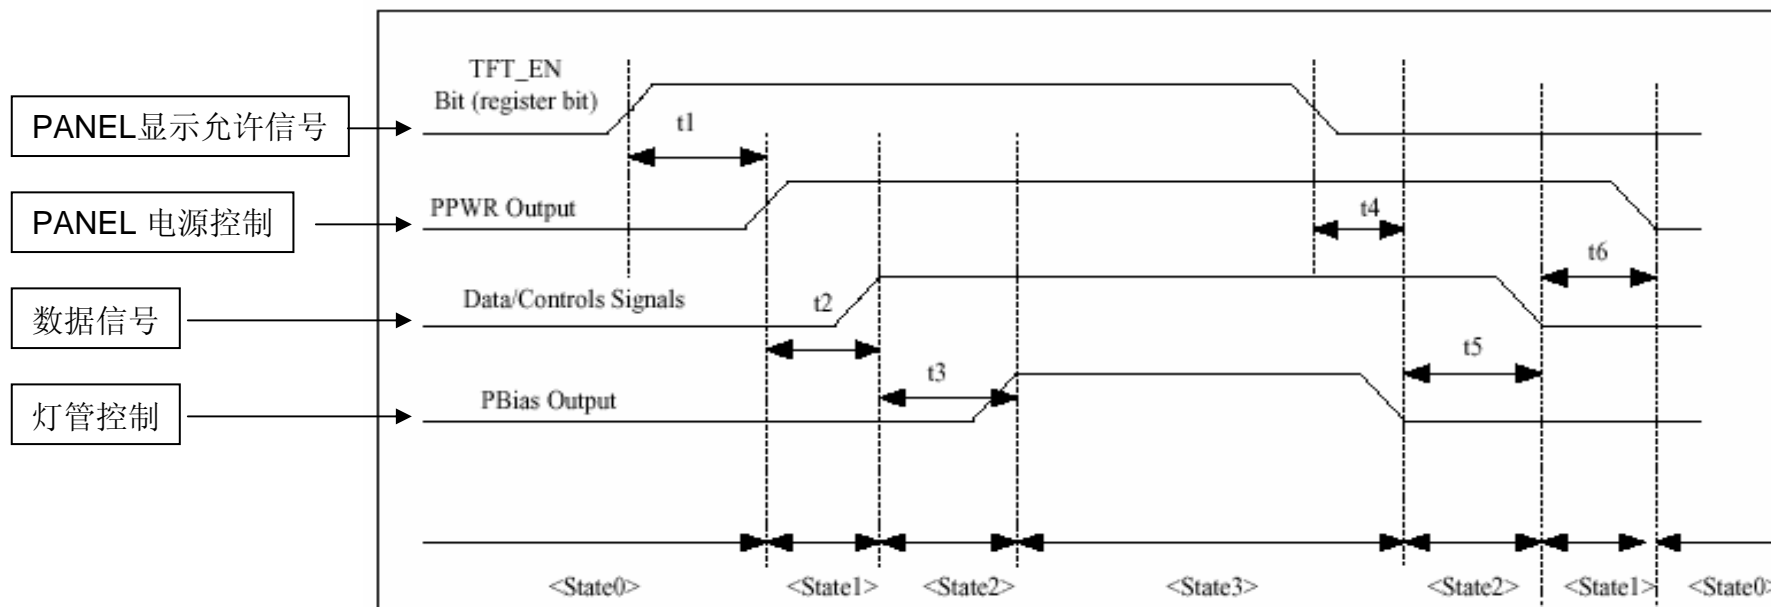 TFT_EN
Bit (register bit)
PANEL显示允许信号
t1
PANEL 电源控制
PPWR Output
t4
t6
数据信号
Data/Controls Signals
t2
t5
灯管控制
PBias Output
t3
<State0>
<State1>
<State2>
<State3>
<State2>
<State1>
<State0>